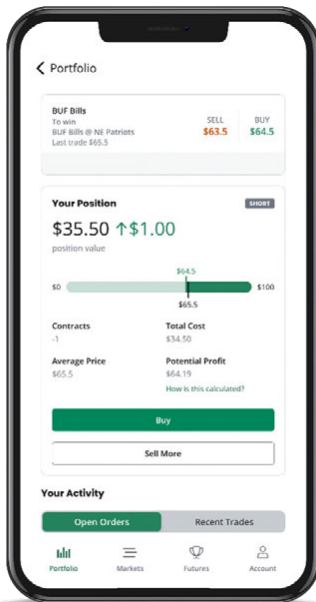 Portfolio
BUF Bills
To win
BUF Bills @ NE Patriots
Last trade $65.5
SELL BUY
$63.5 $64.5
Your Position SHORT
$35.50 ↑$1.00
position value
$64.5
$0 $100
$65.5
Contracts Total Cost
-1 $34.50
Average Price Potential Profit
$65.5 $64.19
How is this calculated?
Buy
Sell More
Your Activity
Open Orders Recent Trades
Portfolio Markets Futures Account